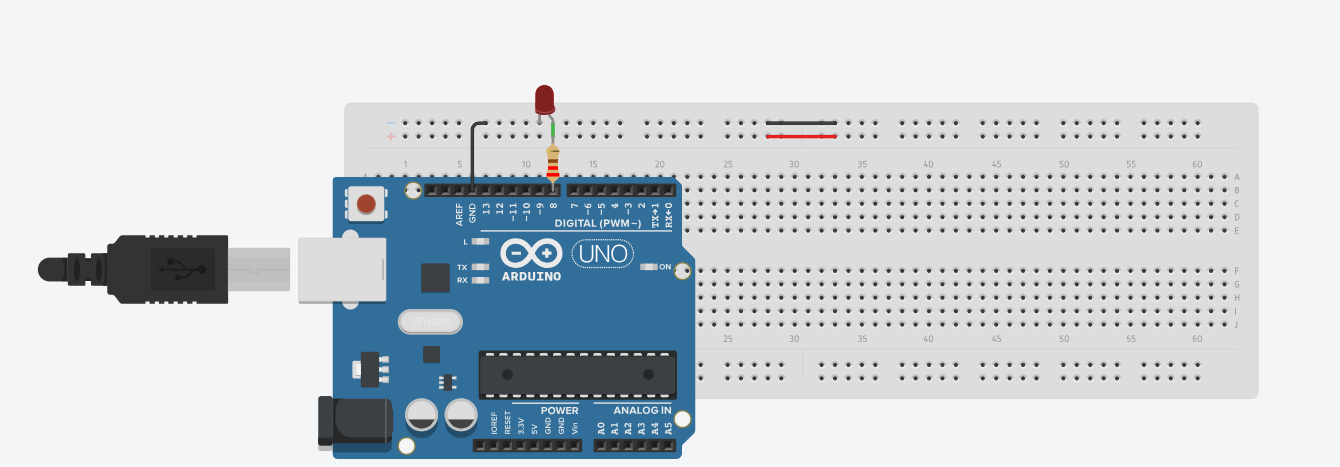 − −
+ +
1 5 10 15 20 25 30 35 40 45 50 55 60
A A
B
C
D
E
AREF GND 13 12 ~11 ~10 ~9 8 7 ~6 ~5 4 ~3 2 TX→1 RX←0
DIGITAL (PWM~)
L
TX
RX
ARDUINO
UNO
ON
F
G
H
I
J
25 30 35 40 45 50 55 60
POWER
ANALOG IN
IOREF RESET 3.3V 5V GND GND Vin A0 A1 A2 A3 A4 A5